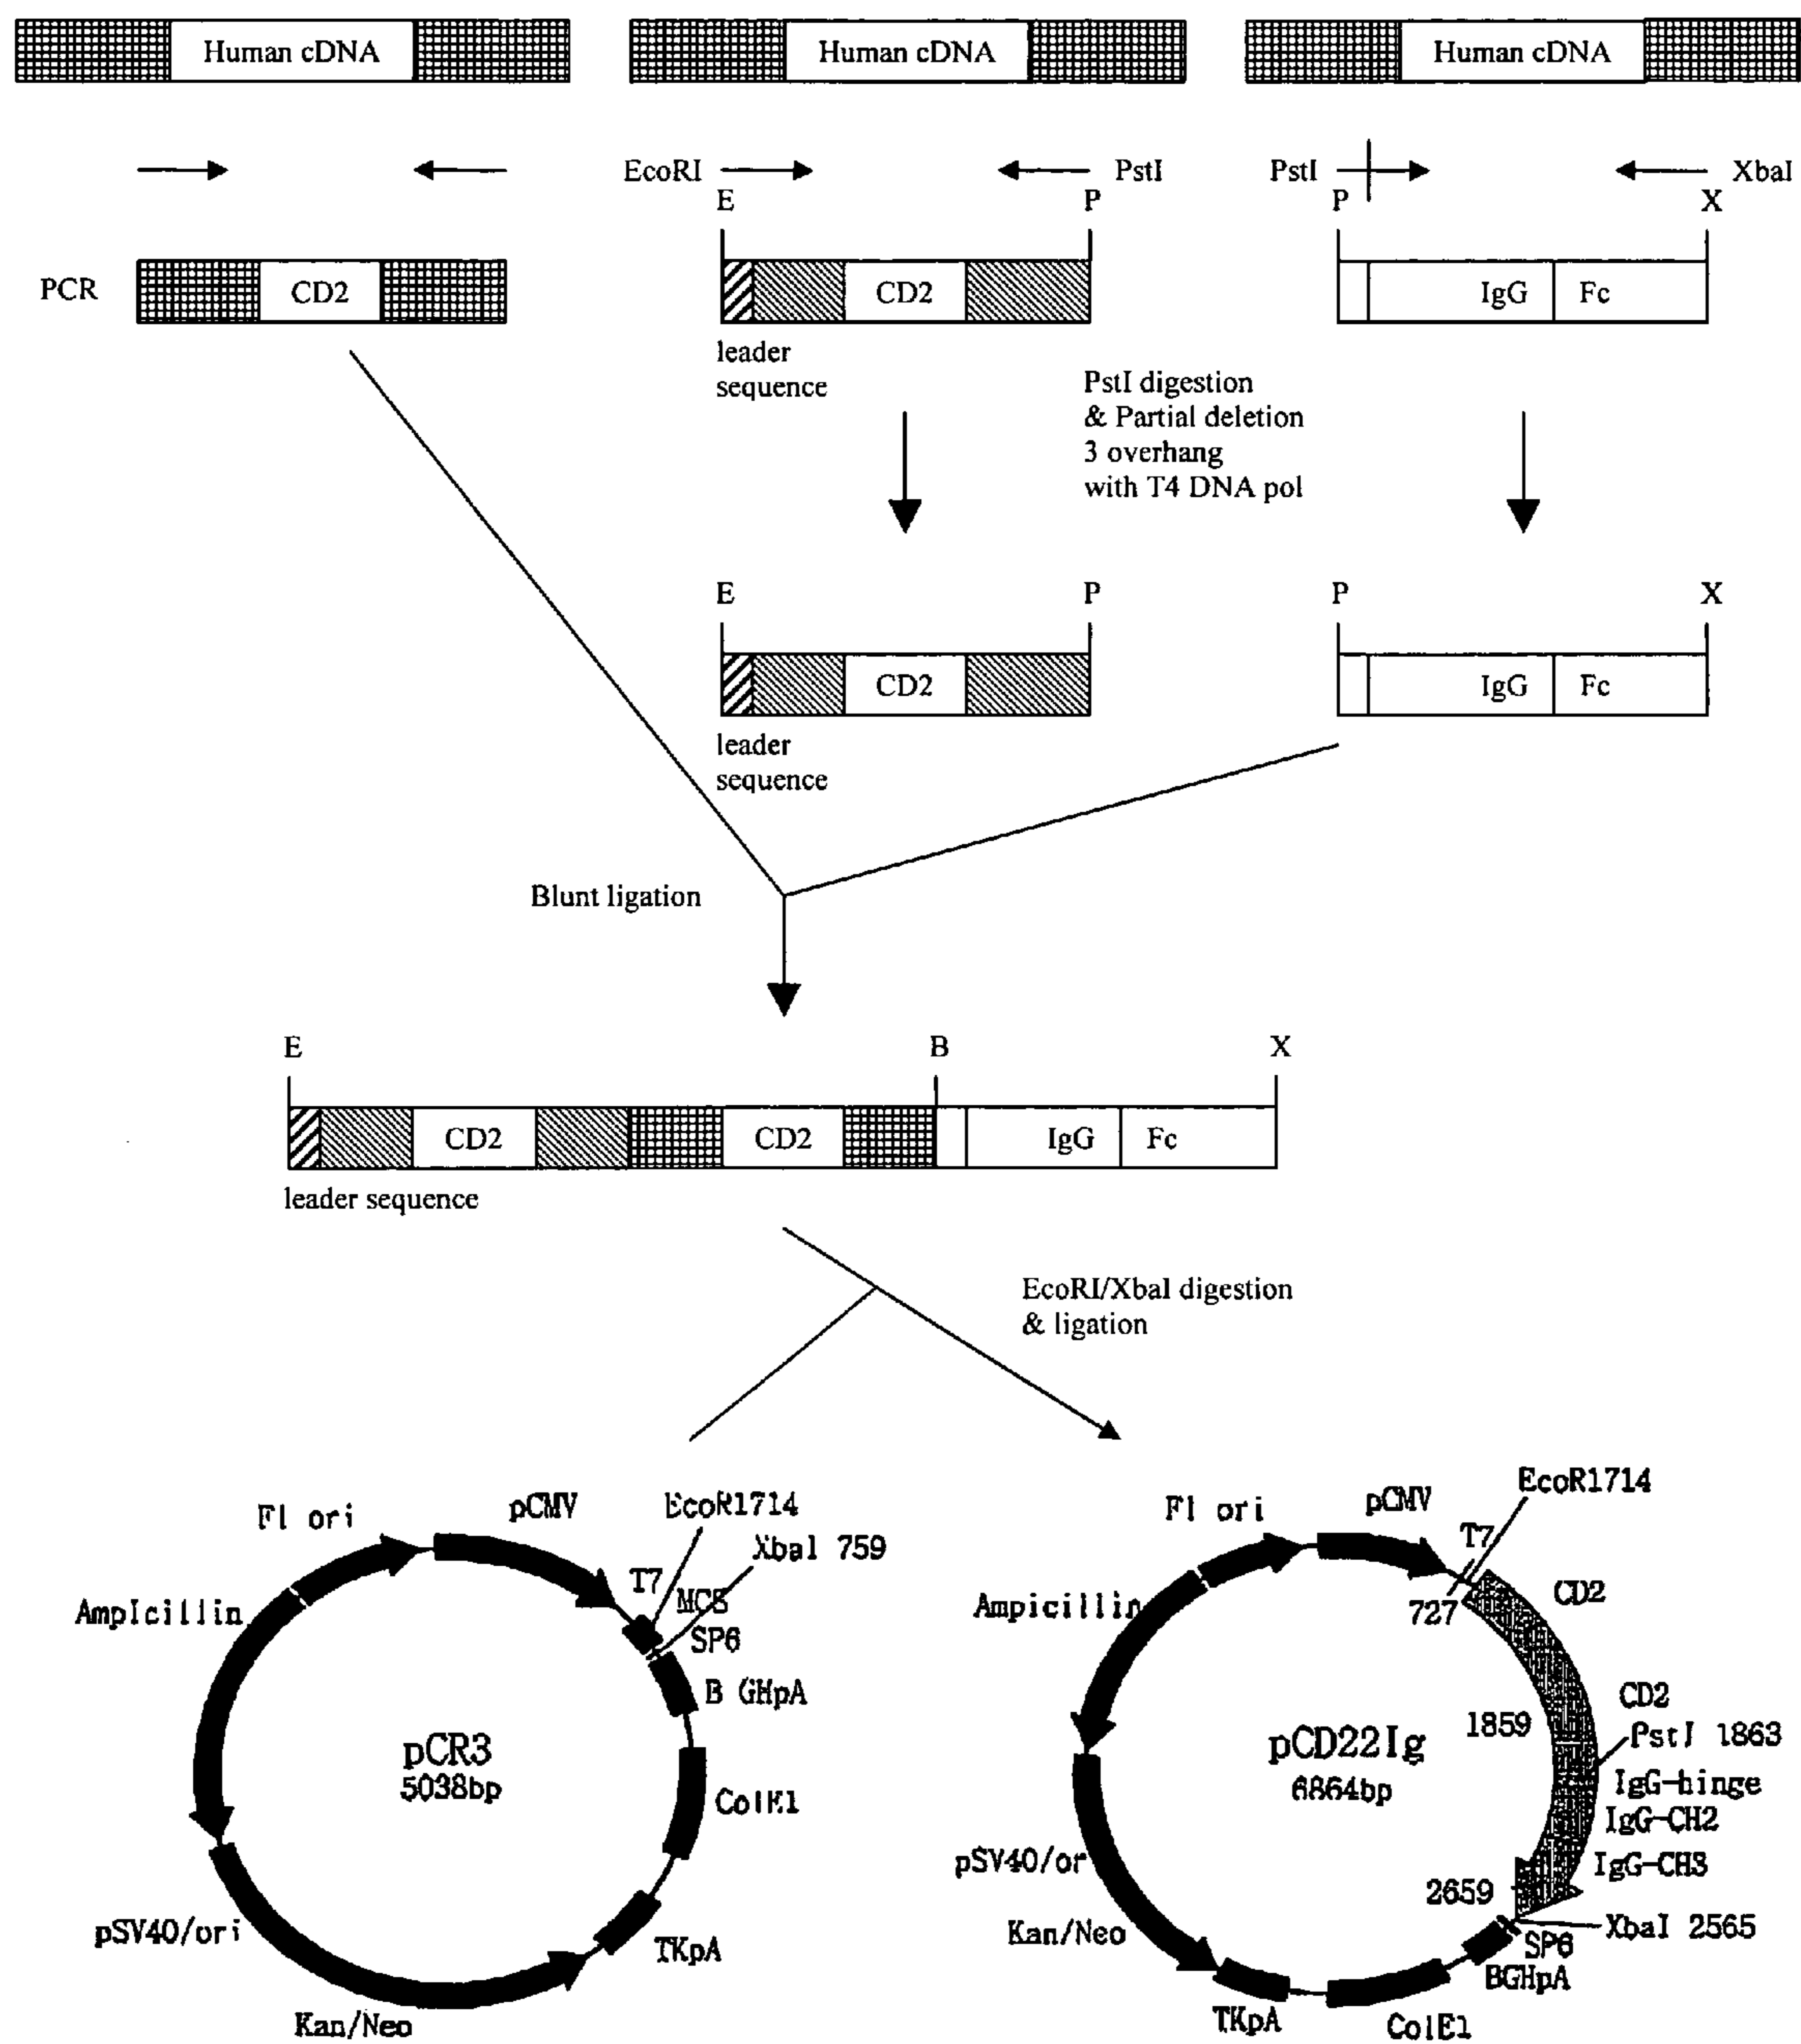 Human cDNA
Human cDNA
Human cDNA
EcoRI
PstI
PstI
XbaI
E
P
P
X
PCR
CD2
CD2
IgG
Fc
leader
sequence
PstI digestion
& Partial deletion
3 overhang
with T4 DNA pol
E
P
P
X
CD2
IgG
Fc
leader
sequence
Blunt ligation
E
B
X
CD2
CD2
IgG
Fc
leader sequence
EcoRI/XbaI digestion
& ligation
Fl ori
pCMV
EcoR1714
XbaI 759
T7
MCS
SP6
AmpIcillin
B GHpA
pCR3
5038bp
ColE1
pSV40/ori
TKpA
Kan/Neo
Fl ori
pCMV
EcoR1714
T7
727
CD2
Ampicillin
CD2
1859
PstI 1863
pCD22Ig
6864bp
IgG-hinge
IgG-CH2
IgG-CH3
pSV40/or
2659
XbaI 2565
Kan/Neo
SP6
BGHpA
TKpA
ColE1